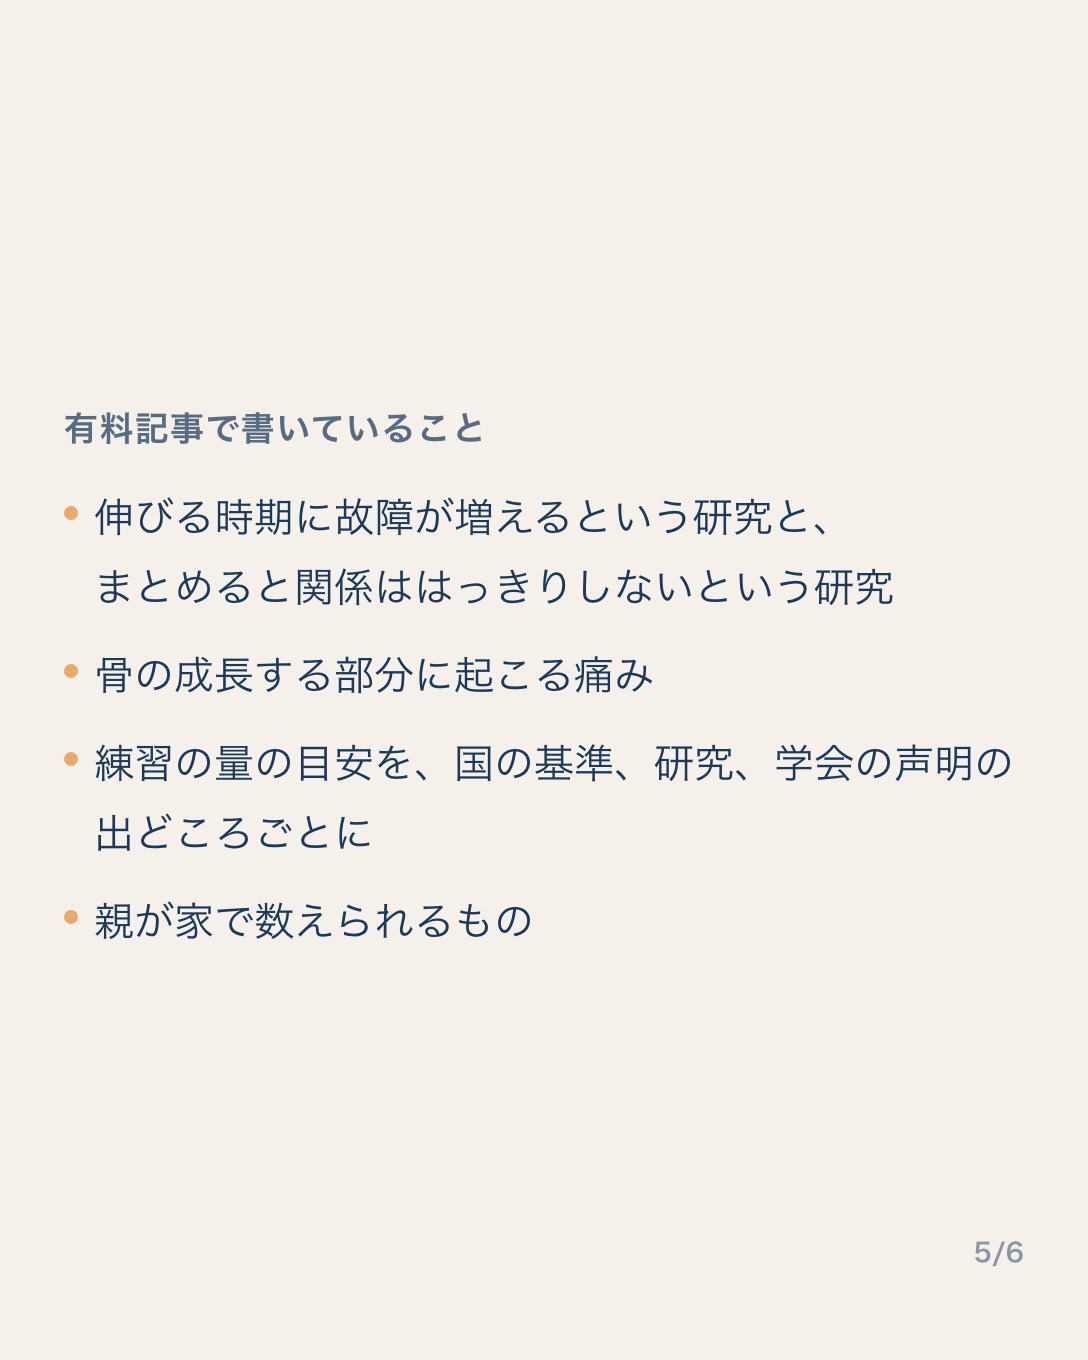 有料記事で書いていること
• 伸びる時期に故障が増えるという研究と、
まとめると関係ははっきりしないという研究
• 骨の成長する部分に起こる痛み
• 練習の量の目安を、国の基準、研究、学会の声明の
出どころごとに
• 親が家で数えられるもの
5/6